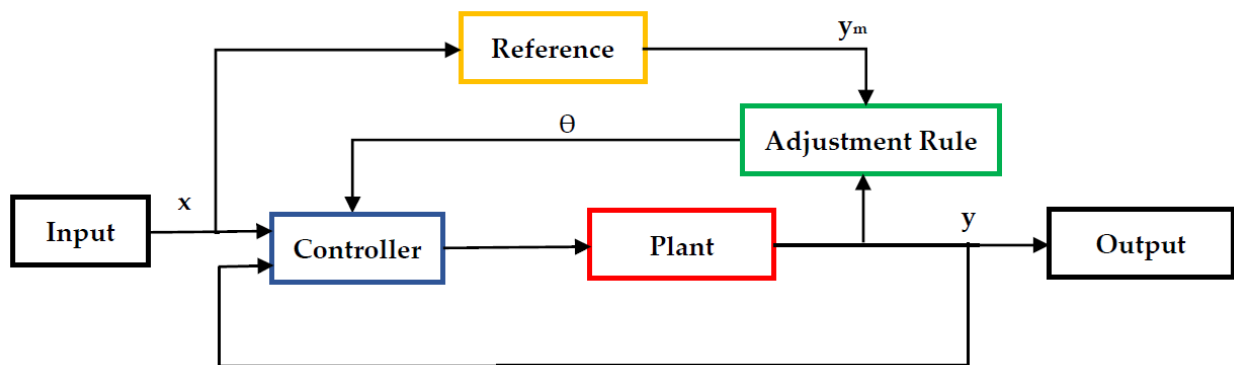 Reference
yₘ
Θ
Adjustment Rule
x
Input
Controller
Plant
y
Output